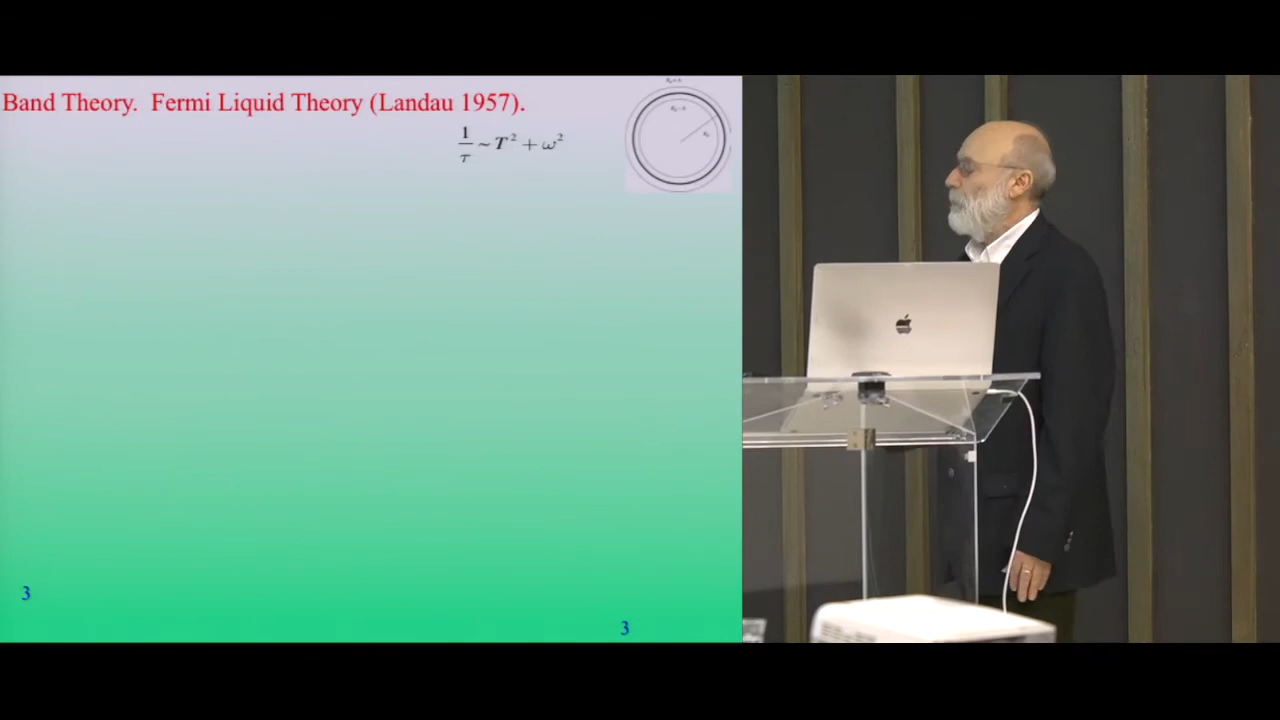 Band Theory. Fermi Liquid Theory (Landau 1957).
1/τ ~ T² + ω²
3
3